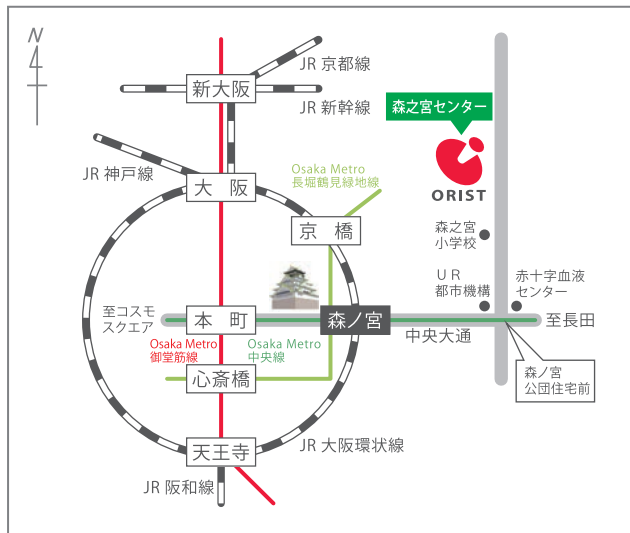 N
JR 京都線
新大阪
JR 新幹線
森之宮センター
JR 神戸線
Osaka Metro
長堀鶴見緑地線
大阪
ORIST
京橋
森之宮
小学校
UR
都市機構
赤十字血液
センター
至コスモ
スクエア
本町
森ノ宮
至長田
中央大通
Osaka Metro
御堂筋線
Osaka Metro
中央線
心斎橋
森ノ宮
公団住宅前
天王寺
JR 大阪環状線
JR 阪和線